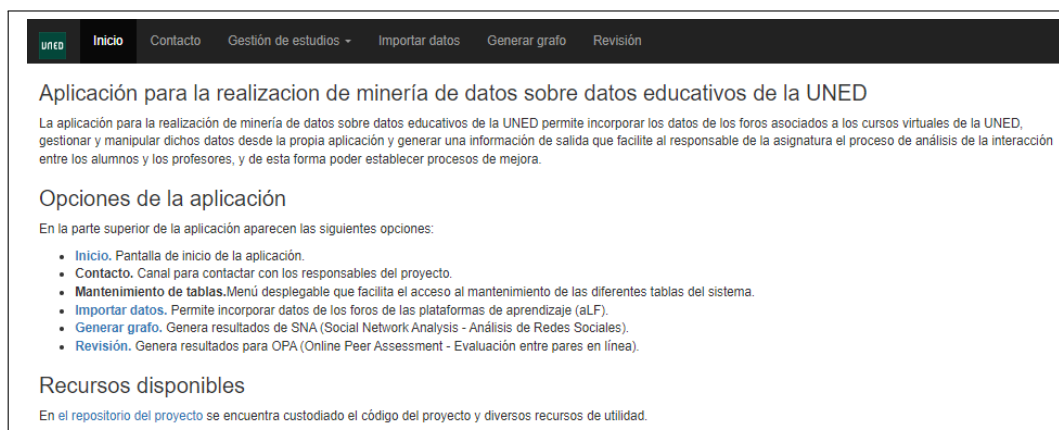 UNED Inicio Contacto Gestión de estudios Importar datos Generar grafo Revisión
Aplicación para la realizacion de minería de datos sobre datos educativos de la UNED
La aplicación para la realización de minería de datos sobre datos educativos de la UNED permite incorporar los datos de los foros asociados a los cursos virtuales de la UNED,
gestionar y manipular dichos datos desde la propia aplicación y generar una información de salida que facilite al responsable de la asignatura el proceso de análisis de la interacción
entre los alumnos y los profesores, y de esta forma poder establecer procesos de mejora.
Opciones de la aplicación
En la parte superior de la aplicación aparecen las siguientes opciones:
• Inicio. Pantalla de inicio de la aplicación.
• Contacto. Canal para contactar con los responsables del proyecto.
• Mantenimiento de tablas.Menú desplegable que facilita el acceso al mantenimiento de las diferentes tablas del sistema.
• Importar datos. Permite incorporar datos de los foros de las plataformas de aprendizaje (aLF).
• Generar grafo. Genera resultados de SNA (Social Network Analysis - Análisis de Redes Sociales).
• Revisión. Genera resultados para OPA (Online Peer Assessment - Evaluación entre pares en línea).
Recursos disponibles
En el repositorio del proyecto se encuentra custodiado el código del proyecto y diversos recursos de utilidad.